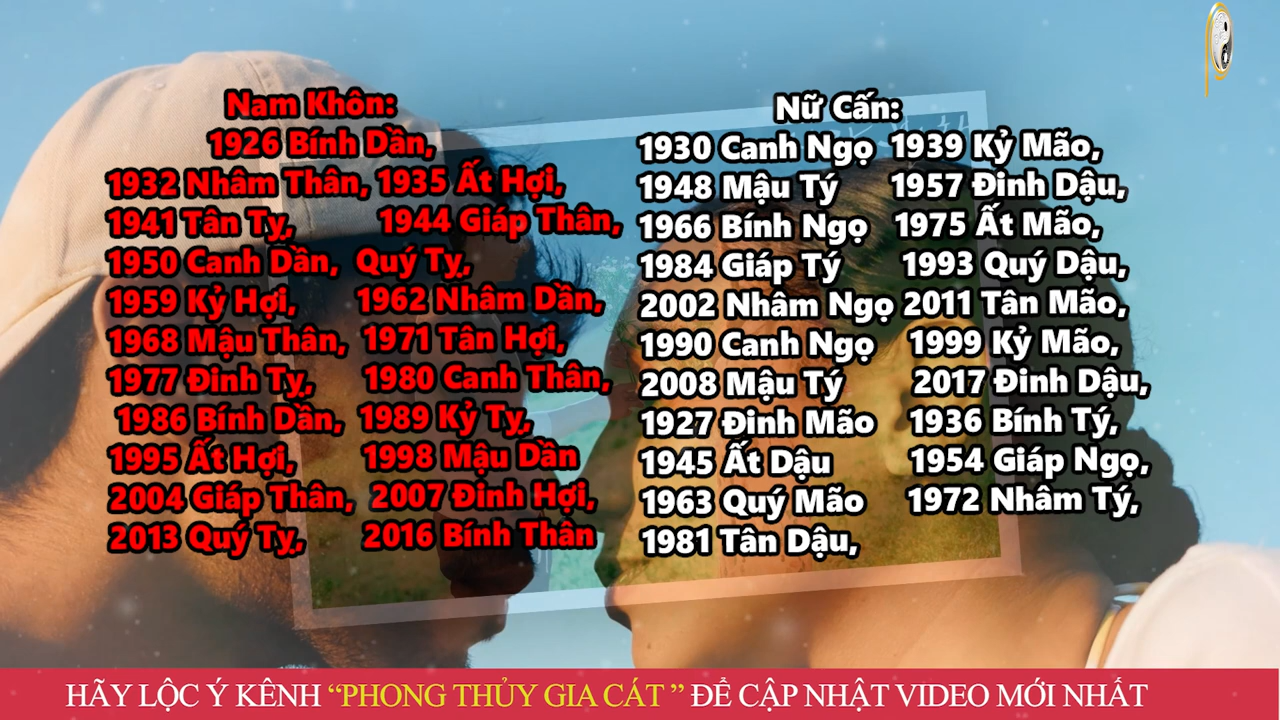 Nam Khôn:
1926 Bính Dần,
1932 Nhâm Thân, 1935 Ất Hợi,
1941 Tân Tỵ, 1944 Giáp Thân,
1950 Canh Dần, Quý Tỵ,
1959 Kỷ Hợi, 1962 Nhâm Dần,
1968 Mậu Thân, 1971 Tân Hợi,
1977 Đinh Tỵ, 1980 Canh Thân,
1986 Bính Dần, 1989 Kỷ Tỵ,
1995 Ất Hợi, 1998 Mậu Dần
2004 Giáp Thân, 2007 Đinh Hợi,
2013 Quý Tỵ, 2016 Bính Thân
Nữ Cấn:
1930 Canh Ngọ 1939 Kỷ Mão,
1948 Mậu Tý 1957 Đinh Dậu,
1966 Bính Ngọ 1975 Ất Mão,
1984 Giáp Tý 1993 Quý Dậu,
2002 Nhâm Ngọ 2011 Tân Mão,
1990 Canh Ngọ 1999 Kỷ Mão,
2008 Mậu Tý 2017 Đinh Dậu,
1927 Đinh Mão 1936 Bính Tý,
1945 Ất Dậu 1954 Giáp Ngọ,
1963 Quý Mão 1972 Nhâm Tý,
1981 Tân Dậu,
HÃY LỘC Ý KÊNH “PHONG THỦY GIA CÁT ” ĐỂ CẬP NHẬT VIDEO MỚI NHẤT